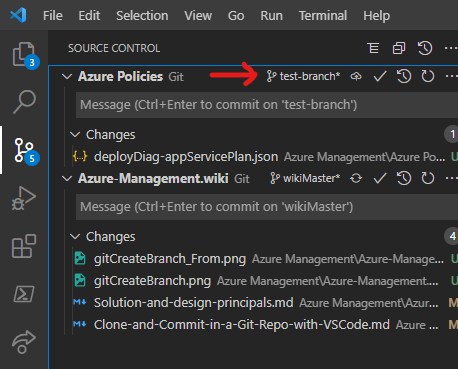 File Edit Selection View Go Run Terminal Help
SOURCE CONTROL
Azure Policies Git test-branch*
Message (Ctrl+Enter to commit on 'test-branch')
Changes 1
deployDiag-appServicePlan.json Azure Management\Azure Po... U
Azure-Management.wiki Git wikiMaster*
Message (Ctrl+Enter to commit on 'wikiMaster')
Changes 4
gitCreateBranch_From.png Azure Management\Azure-Manage... U
gitCreateBranch.png Azure Management\Azure-Management.... U
Solution-and-design-principals.md Azure Management\Azur... M
Clone-and-Commit-in-a-Git-Repo-with-VSCode.md Azure ... M
3
5